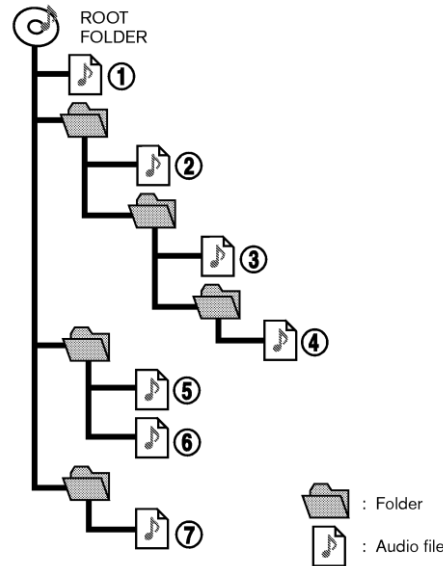 ROOT
FOLDER
①
②
③
④
⑤
⑥
⑦
: Folder
: Audio file